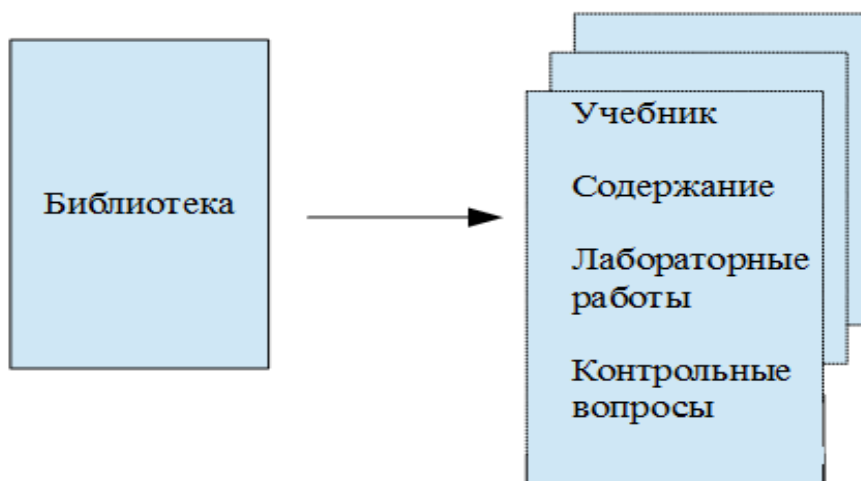 Библиотека
Учебник
Содержание
Лабораторные
работы
Контрольные
вопросы